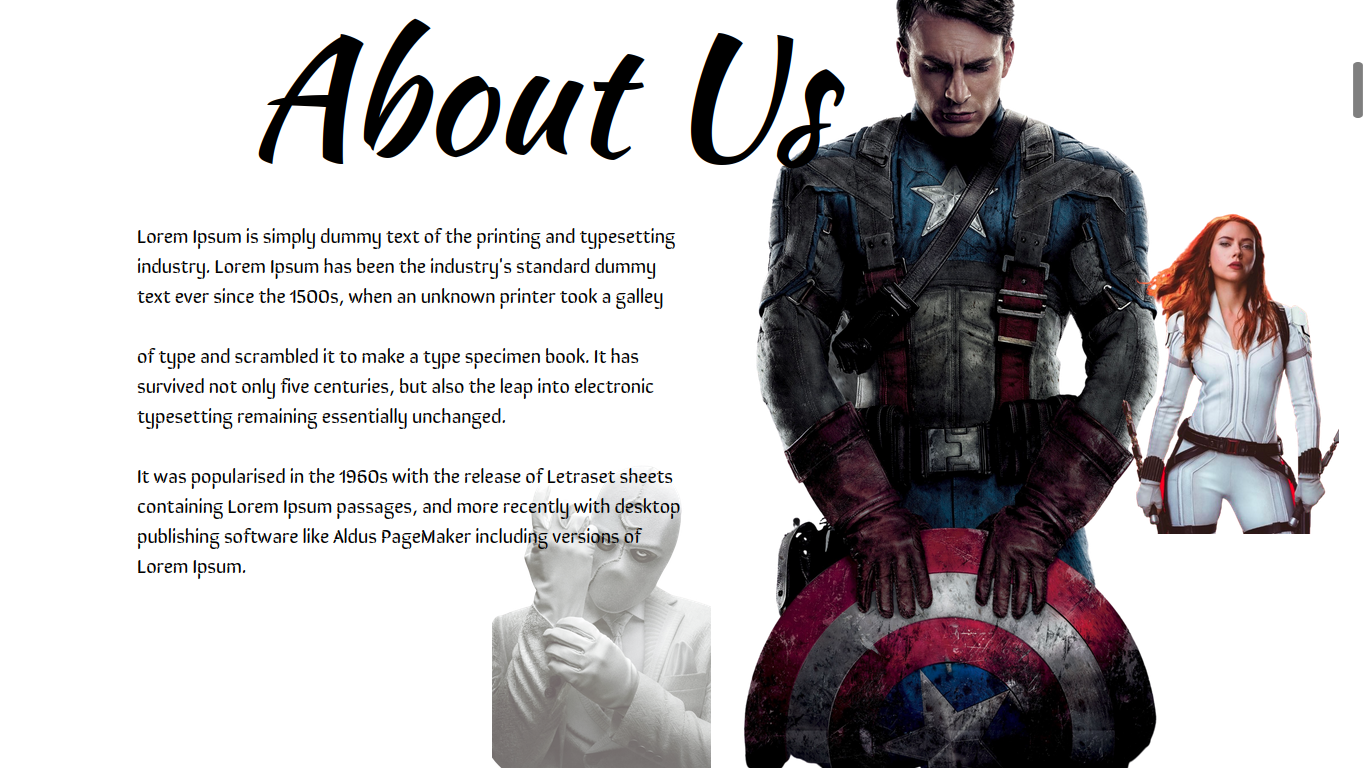 About Us
Lorem Ipsum is simply dummy text of the printing and typesetting
industry. Lorem Ipsum has been the industry's standard dummy
text ever since the 1500s, when an unknown printer took a galley
of type and scrambled it to make a type specimen book. It has
survived not only five centuries, but also the leap into electronic
typesetting remaining essentially unchanged.
It was popularised in the 1960s with the release of Letraset sheets
containing Lorem Ipsum passages, and more recently with desktop
publishing software like Aldus PageMaker including versions of
Lorem Ipsum.